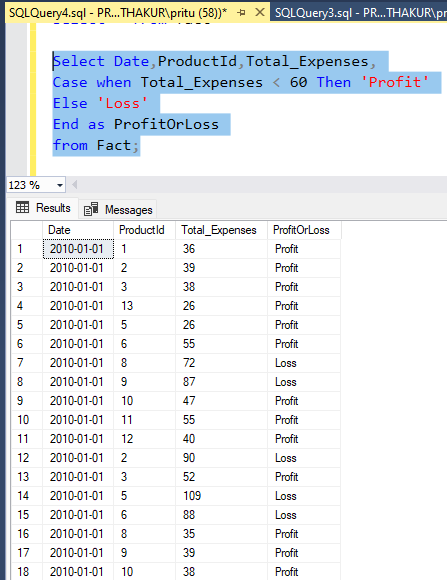 SQLQuery4.sql - PR...THAKUR\pritu (58))* SQLQuery3.sql - PR...THAKUR\pr
Select Date,ProductId,Total_Expenses,
Case when Total_Expenses < 60 Then 'Profit'
Else 'Loss'
End as ProfitOrLoss
from Fact;
123 %
Results Messages
Date ProductId Total_Expenses ProfitOrLoss
1 2010-01-01 1 36 Profit
2 2010-01-01 2 39 Profit
3 2010-01-01 3 38 Profit
4 2010-01-01 13 26 Profit
5 2010-01-01 5 26 Profit
6 2010-01-01 6 55 Profit
7 2010-01-01 8 72 Loss
8 2010-01-01 9 87 Loss
9 2010-01-01 10 47 Profit
10 2010-01-01 11 55 Profit
11 2010-01-01 12 40 Profit
12 2010-01-01 2 90 Loss
13 2010-01-01 3 52 Profit
14 2010-01-01 5 109 Loss
15 2010-01-01 6 88 Loss
16 2010-01-01 8 35 Profit
17 2010-01-01 9 39 Profit
18 2010-01-01 10 38 Profit